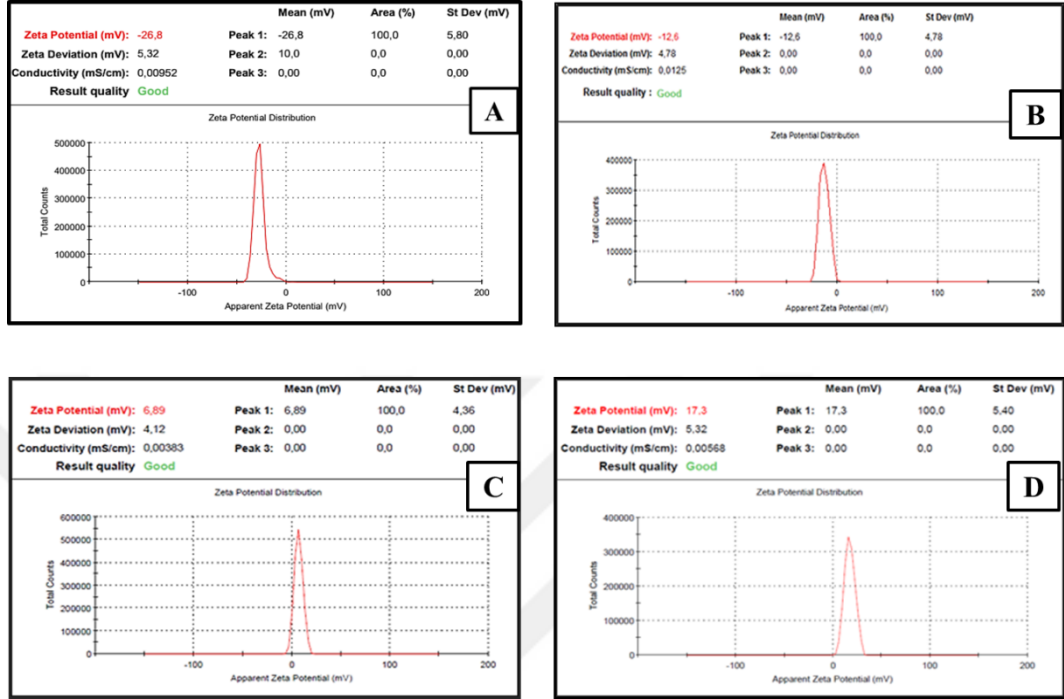 Mean (mV) Area (%) St Dev (mV)
Zeta Potential (mV): -26,8 Peak 1: -26,8 100,0 5,80
Zeta Deviation (mV): 5,32 Peak 2: 10,0 0,0 0,00
Conductivity (mS/cm): 0,00952 Peak 3: 0,00 0,0 0,00
Result quality Good
A
Zeta Potential Distribution
500000
400000
300000
200000
100000
0
Total Counts
-100 0 100 200
Apparent Zeta Potential (mV)
Mean (mV) Area (%) St Dev (mV)
Zeta Potential (mV): -12,6 Peak 1: -12,6 100,0 4,78
Zeta Deviation (mV): 4,78 Peak 2: 0,00 0,0 0,00
Conductivity (mS/cm): 0,0125 Peak 3: 0,00 0,0 0,00
Result quality : Good
B
Zeta Potential Distribution
400000
300000
200000
100000
0
Total Counts
-100 0 100 200
Apparent Zeta Potential (mV)
Mean (mV) Area (%) St Dev (mV)
Zeta Potential (mV): 6,89 Peak 1: 6,89 100,0 4,36
Zeta Deviation (mV): 4,12 Peak 2: 0,00 0,0 0,00
Conductivity (mS/cm): 0,00383 Peak 3: 0,00 0,0 0,00
Result quality Good
C
Zeta Potential Distribution
600000
500000
400000
300000
200000
100000
0
Total Counts
-100 0 100 200
Apparent Zeta Potential (mV)
Mean (mV) Area (%) St Dev (mV)
Zeta Potential (mV): 17,3 Peak 1: 17,3 100,0 5,40
Zeta Deviation (mV): 5,32 Peak 2: 0,00 0,0 0,00
Conductivity (mS/cm): 0,00568 Peak 3: 0,00 0,0 0,00
Result quality Good
D
Zeta Potential Distribution
400000
300000
200000
100000
0
Total Counts
-100 0 100 200
Apparent Zeta Potential (mV)